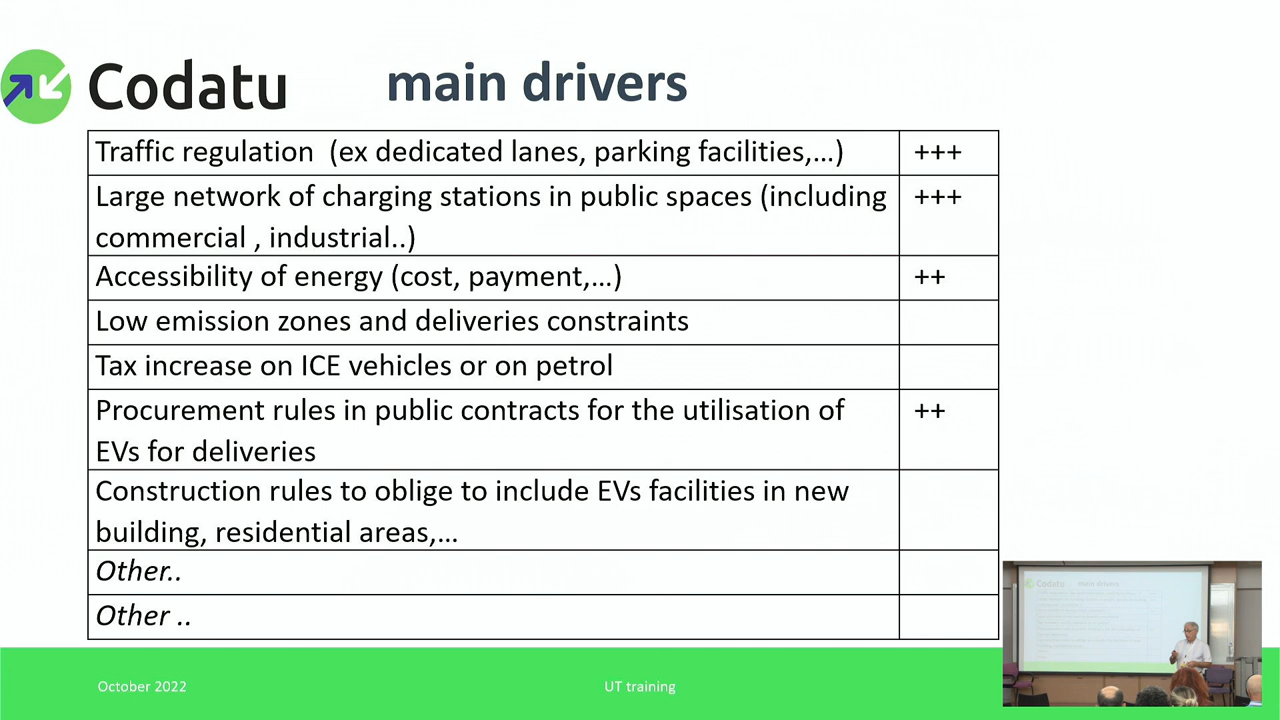 Codatu
main drivers
Traffic regulation (ex dedicated lanes, parking facilities,…) +++
Large network of charging stations in public spaces (including +++
commercial , industrial..)
Accessibility of energy (cost, payment,…) ++
Low emission zones and deliveries constraints
Tax increase on ICE vehicles or on petrol
Procurement rules in public contracts for the utilisation of ++
EVs for deliveries
Construction rules to oblige to include EVs facilities in new
building, residential areas,…
Other..
Other ..
October 2022
UT training
Codatu
main drivers